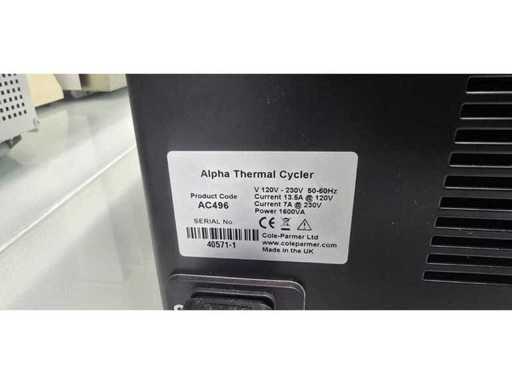 Alpha Thermal Cycler
Product Code
AC496
V 120V - 230V 50-60Hz
Current 13.5A @ 120V
Current 7A @ 230V
Power 1600VA
SERIAL No.
40571-1
CE
Cole-Parmer Ltd
www.coleparmer.com
Made in the UK